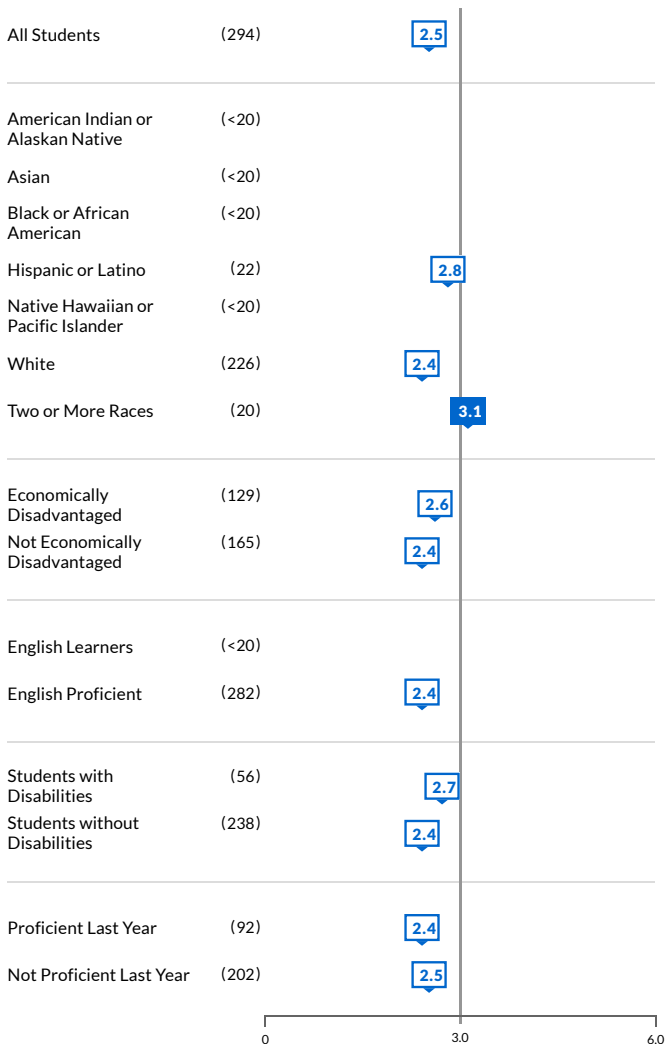 All Students (294) 2.5
American Indian or (<20)
Alaskan Native
Asian (<20)
Black or African (<20)
American
Hispanic or Latino (22) 2.8
Native Hawaiian or (<20)
Pacific Islander
White (226) 2.4
Two or More Races (20) 3.1
Economically (129) 2.6
Disadvantaged
Not Economically (165) 2.4
Disadvantaged
English Learners (<20)
English Proficient (282) 2.4
Students with (56) 2.7
Disabilities
Students without (238) 2.4
Disabilities
Proficient Last Year (92) 2.4
Not Proficient Last Year (202) 2.5
0 3.0 6.0